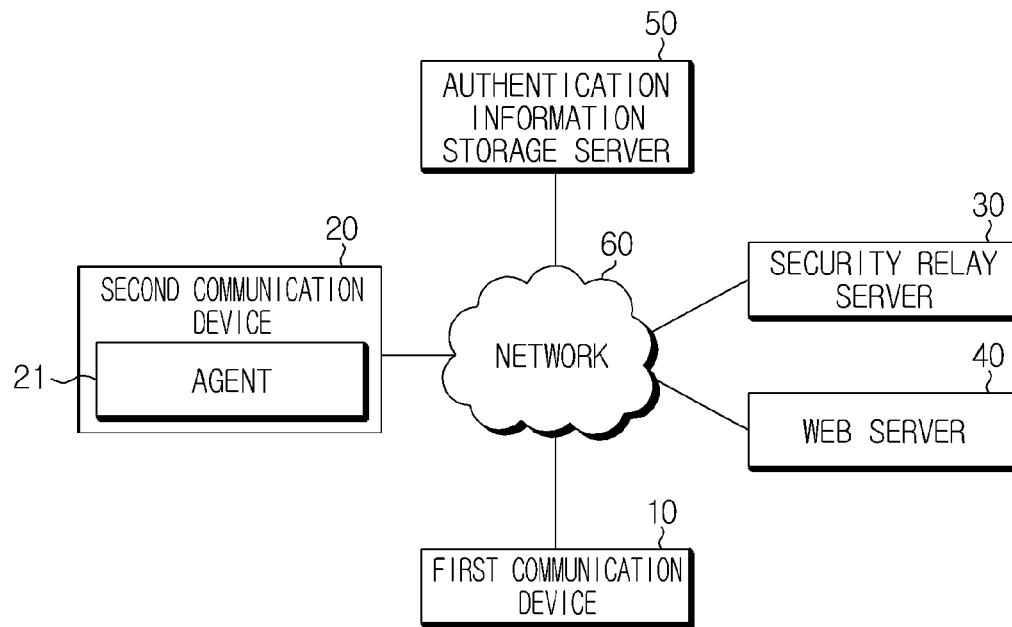 50
AUTHENTICATION
INFORMATION
STORAGE SERVER
20
SECOND COMMUNICATION
DEVICE
21
AGENT
60
NETWORK
30
SECURITY RELAY
SERVER
40
WEB SERVER
10
FIRST COMMUNICATION
DEVICE